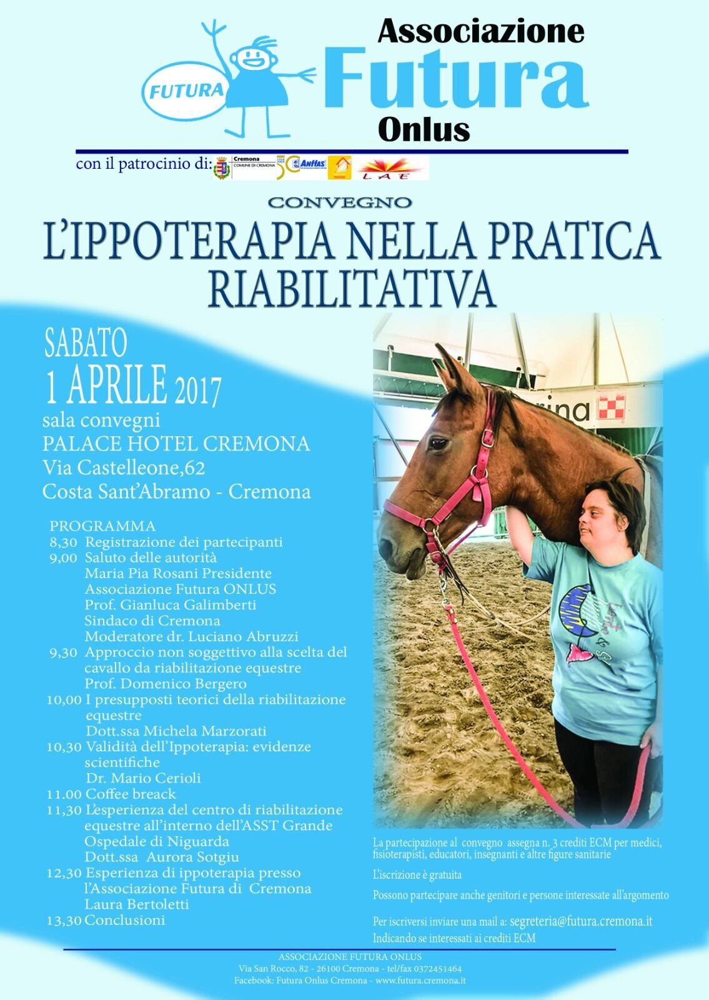 FUTURA
Associazione
Futura
Onlus
con il patrocinio di:
Cremona
COMUNE DI CREMONA
Anffas
LAE
CONVEGNO
L'IPPOTERAPIA NELLA PRATICA
RIABILITATIVA
SABATO
1 APRILE 2017
sala convegni
PALACE HOTEL CREMONA
Via Castelleone,62
Costa Sant'Abramo - Cremona
PROGRAMMA
8,30 Registrazione dei partecipanti
9,00 Saluto delle autorità
Maria Pia Rosani Presidente
Associazione Futura ONLUS
Prof. Gianluca Galimberti
Sindaco di Cremona
Moderatore dr. Luciano Abruzzi
9,30 Approccio non soggettivo alla scelta del
cavallo da riabilitazione equestre
Prof. Domenico Bergero
10,00 I presupposti teorici della riabilitazione
equestre
Dott.ssa Michela Marzorati
10,30 Validità dell'Ippoterapia: evidenze
scientifiche
Dr. Mario Cerioli
11.00 Coffee breack
11,30 L'esperienza del centro di riabilitazione
equestre all'interno dell'ASST Grande
Ospedale di Niguarda
Dott.ssa Aurora Sotgiu
12,30 Esperienza di ippoterapia presso
l'Associazione Futura di Cremona
Laura Bertoletti
13,30 Conclusioni
La partecipazione al convegno assegna n. 3 crediti ECM per medici,
fisioterapisti, educatori, insegnanti e altre figure sanitarie
L'iscrizione è gratuita
Possono partecipare anche genitori e persone interessate all'argomento
Per iscriversi inviare una mail a: segreteria@futura.cremona.it
Indicando se interessati ai crediti ECM
ASSOCIAZIONE FUTURA ONLUS
Via San Rocco, 82 - 26100 Cremona - tel/fax 0372451464
Facebook: Futura Onlus Cremona - www.futura.cremona.it